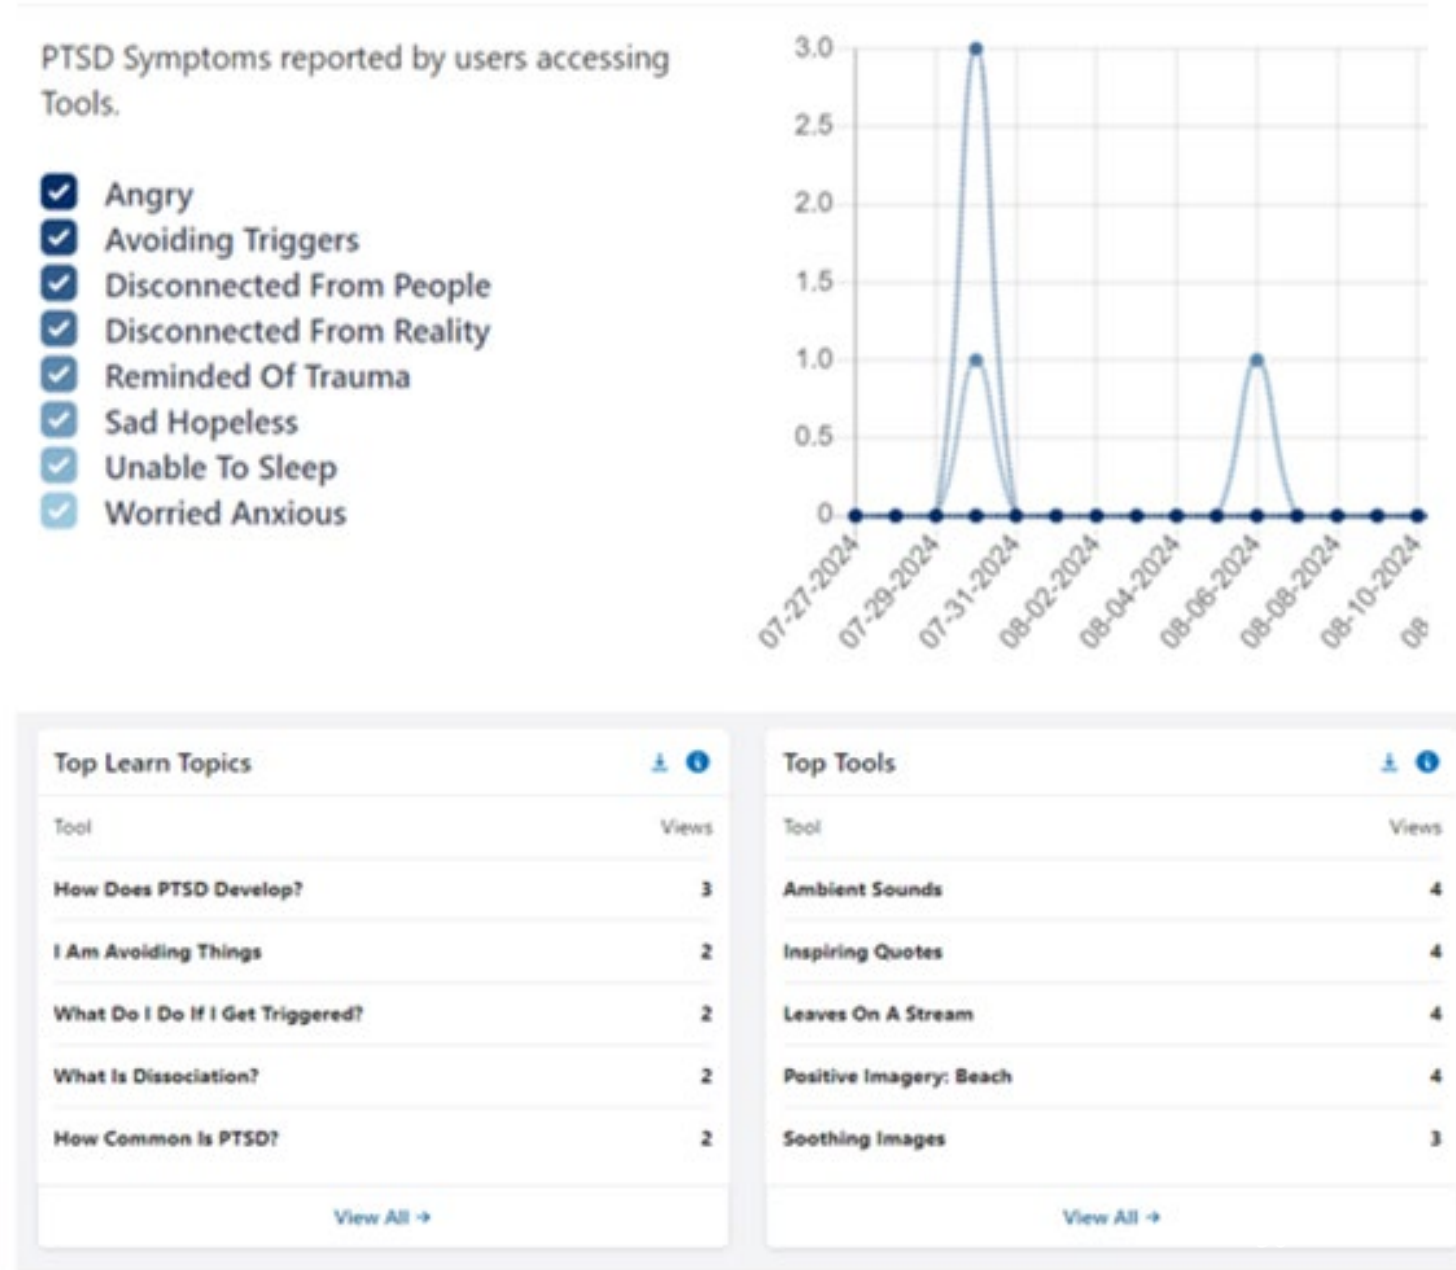 PTSD Symptoms reported by users accessing
Tools.
Angry
Avoiding Triggers
Disconnected From People
Disconnected From Reality
Reminded Of Trauma
Sad Hopeless
Unable To Sleep
Worried Anxious
3.0
2.5
2.0
1.5
1.0
0.5
0
07-27-2024
07-29-2024
07-31-2024
08-02-2024
08-04-2024
08-06-2024
08-08-2024
08-10-2024
08
Top Learn Topics
Tool Views
How Does PTSD Develop? 3
I Am Avoiding Things 2
What Do I Do If I Get Triggered? 2
What Is Dissociation? 2
How Common Is PTSD? 2
View All →
Top Tools
Tool Views
Ambient Sounds 4
Inspiring Quotes 4
Leaves On A Stream 4
Positive Imagery: Beach 4
Soothing Images 3
View All →